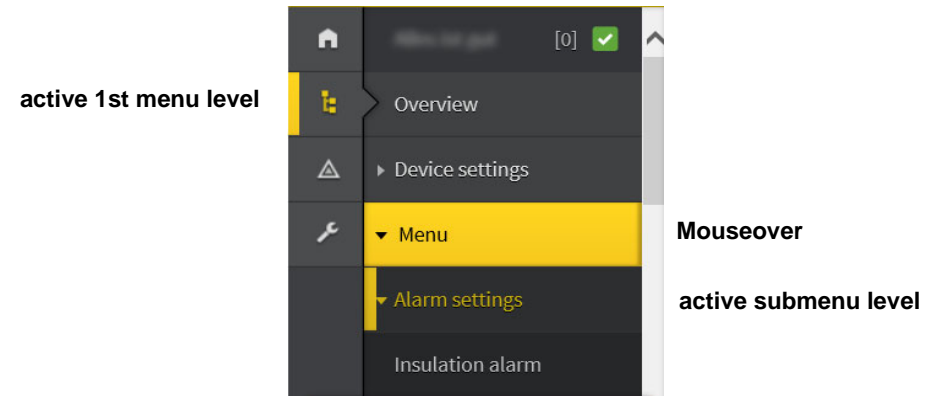 [0]
active 1st menu level
Overview
Device settings
Menu
Mouseover
Alarm settings
active submenu level
Insulation alarm